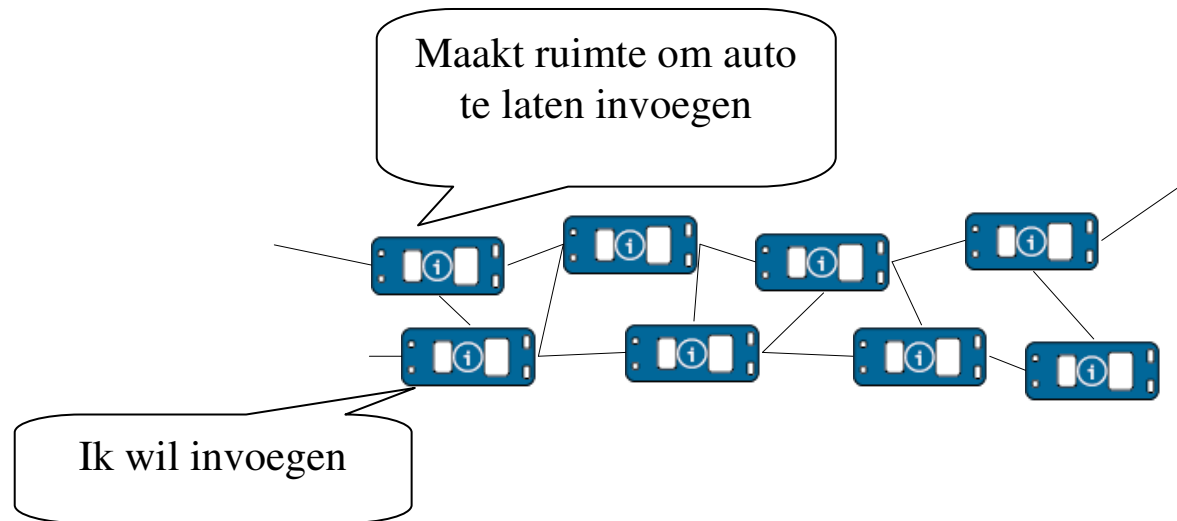 Maakt ruimte om auto
te laten invoegen
i
i
i
i
i
i
i
i
Ik wil invoegen